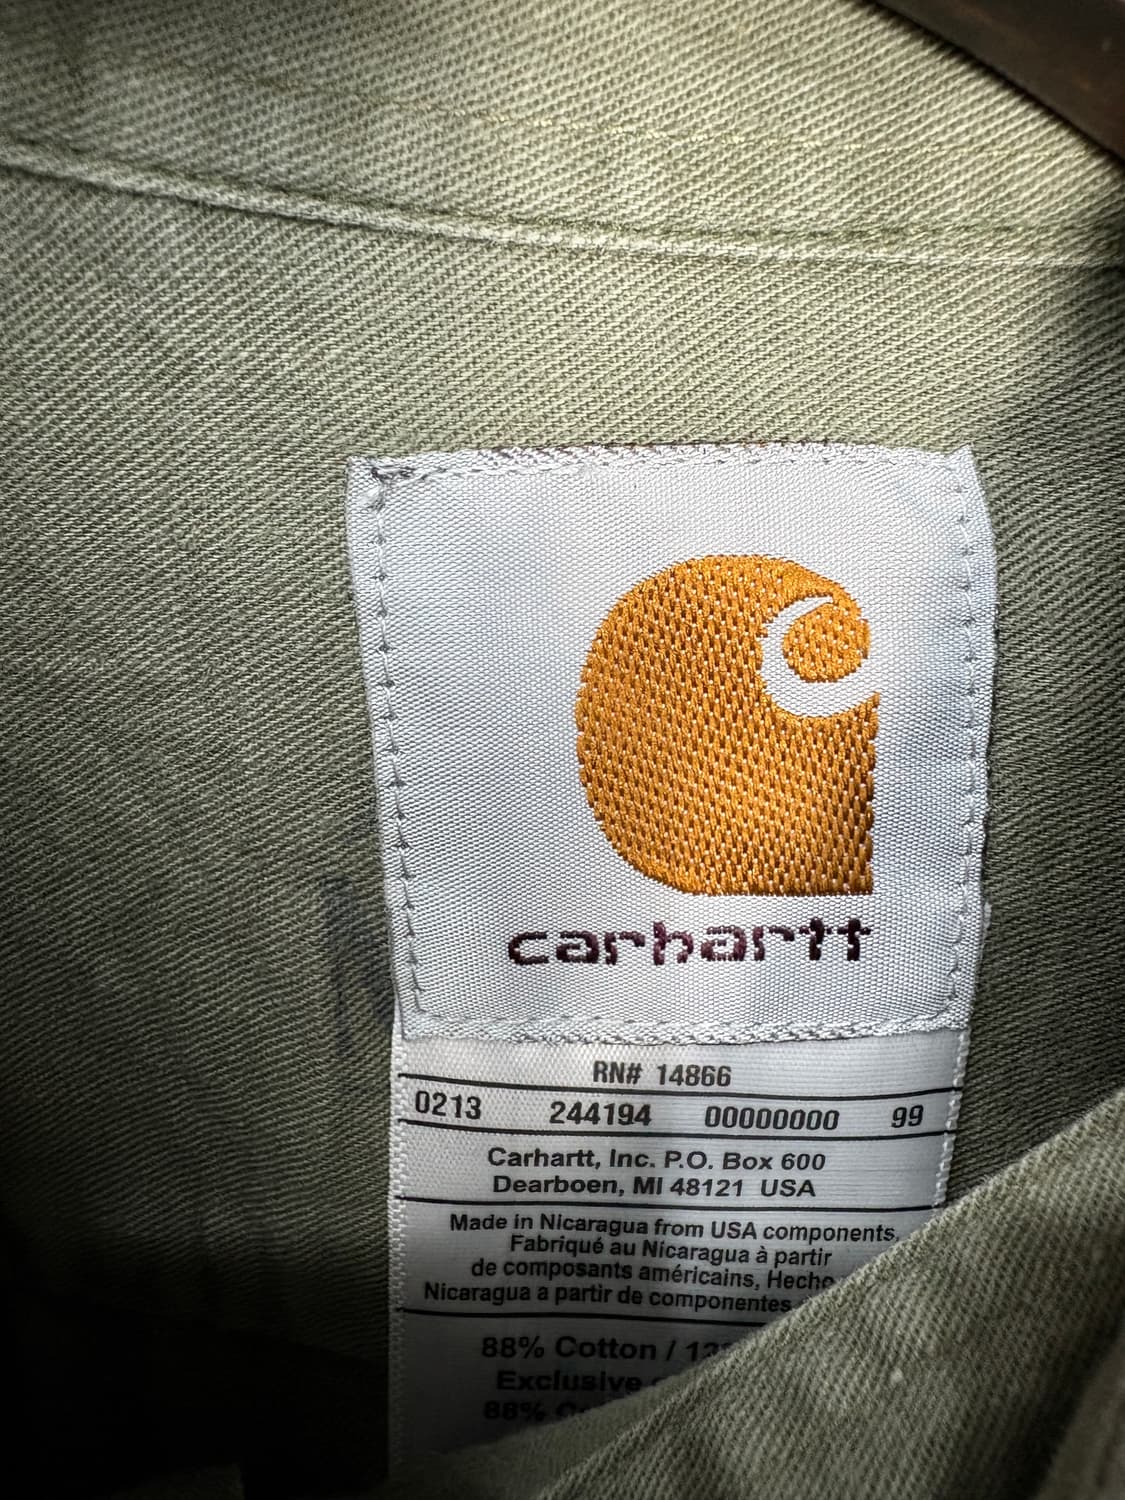 carhartt
RN# 14866
0213 244194 00000000 99
Carhartt, Inc. P.O. Box 600
Dearboen, MI 48121 USA
Made in Nicaragua from USA components,
Fabriqué au Nicaragua à partir
de composants américains, Hecho
Nicaragua a partir de componentes
88% Cotton /
Exclusive
88%